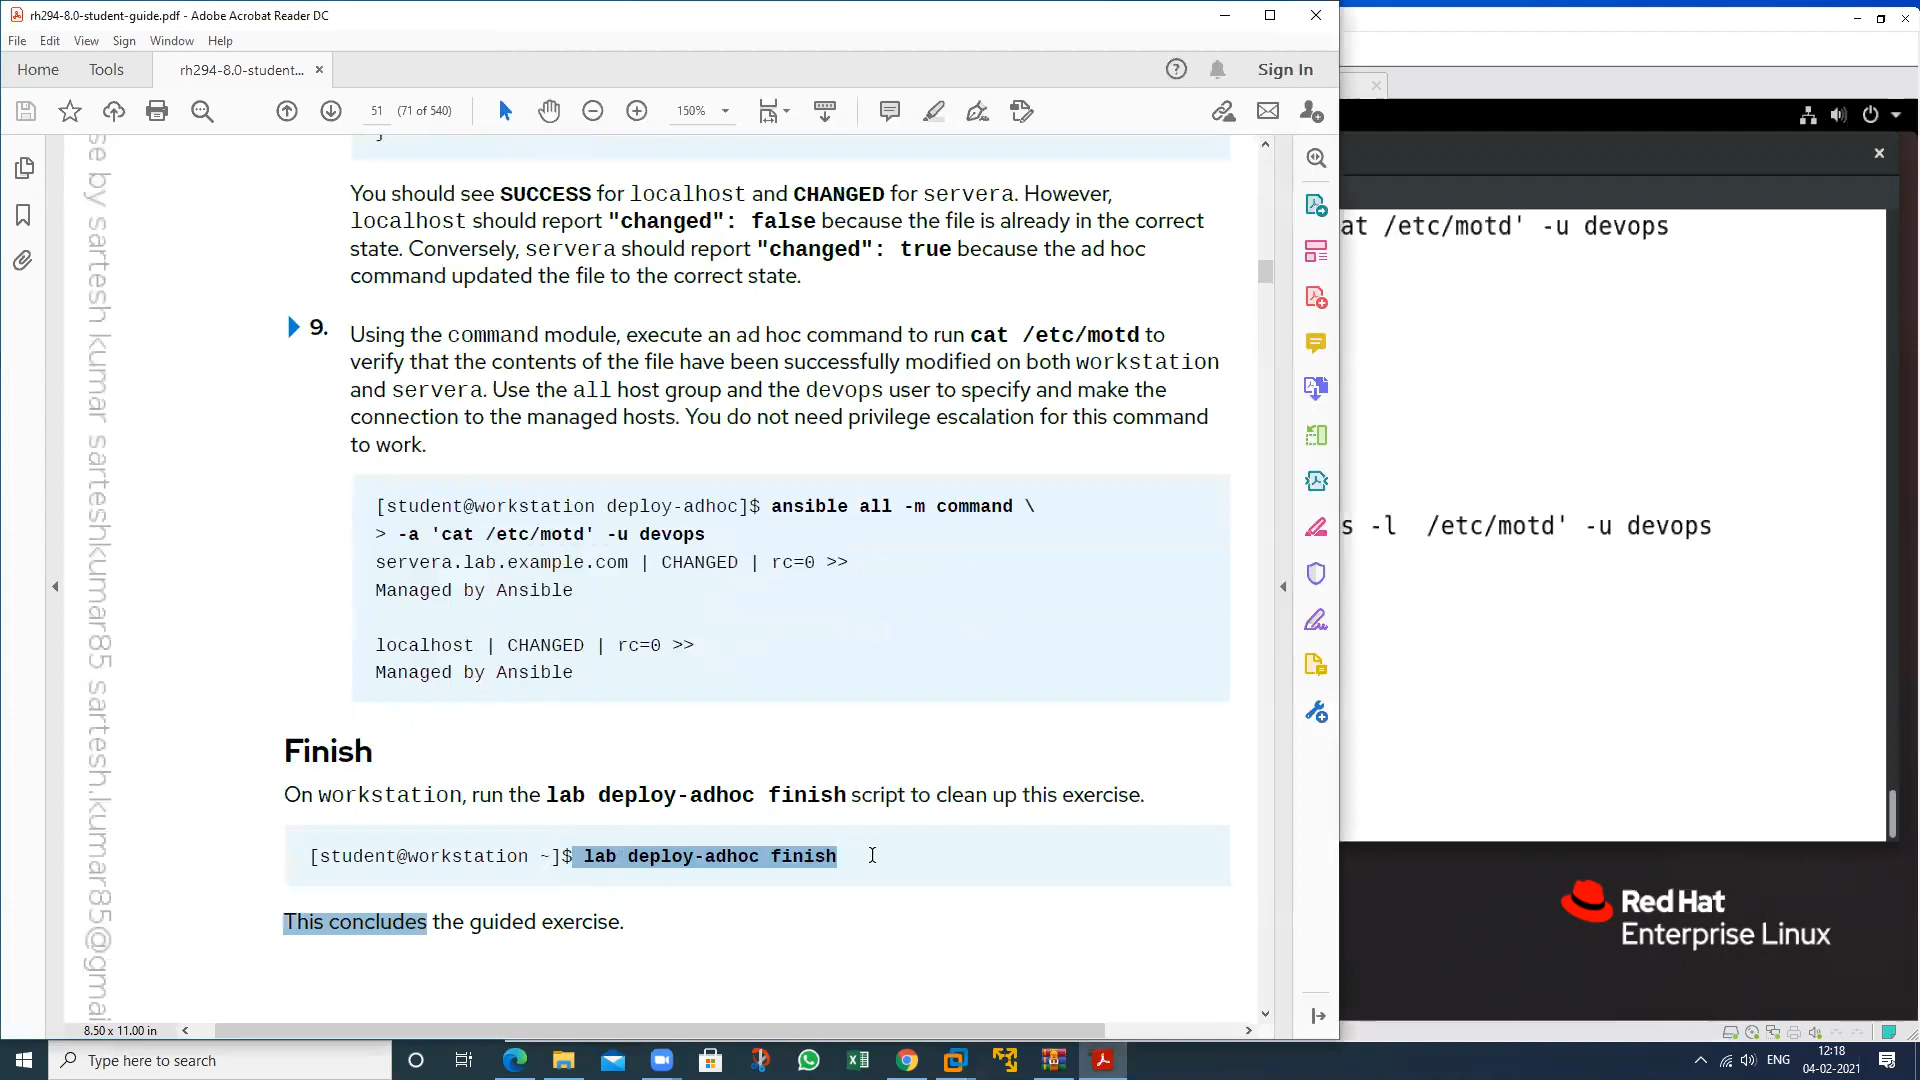 rh294-8.0-student-guide.pdf - Adobe Acrobat Reader DC
File Edit View Sign Window Help
Home Tools rh294-8.0-student... × Sign In
51 (71 of 540) 150%
You should see SUCCESS for localhost and CHANGED for servera. However,
localhost should report "changed": false because the file is already in the correct
state. Conversely, servera should report "changed": true because the ad hoc
command updated the file to the correct state.
9. Using the command module, execute an ad hoc command to run cat /etc/motd to
verify that the contents of the file have been successfully modified on both workstation
and servera. Use the all host group and the devops user to specify and make the
connection to the managed hosts. You do not need privilege escalation for this command
to work.
[student@workstation deploy-adhoc]$ ansible all -m command \
> -a 'cat /etc/motd' -u devops
servera.lab.example.com | CHANGED | rc=0 >>
Managed by Ansible
localhost | CHANGED | rc=0 >>
Managed by Ansible
Finish
On workstation, run the lab deploy-adhoc finish script to clean up this exercise.
[student@workstation ~]$ lab deploy-adhoc finish
This concludes the guided exercise.
8.50 x 11.00 in
se by sartesh kumar sarteshkumar85 sartesh.kumar85@gmai
at /etc/motd' -u devops
s -l /etc/motd' -u devops
Red Hat
Enterprise Linux
Type here to search
ENG
12:18
04-02-2021